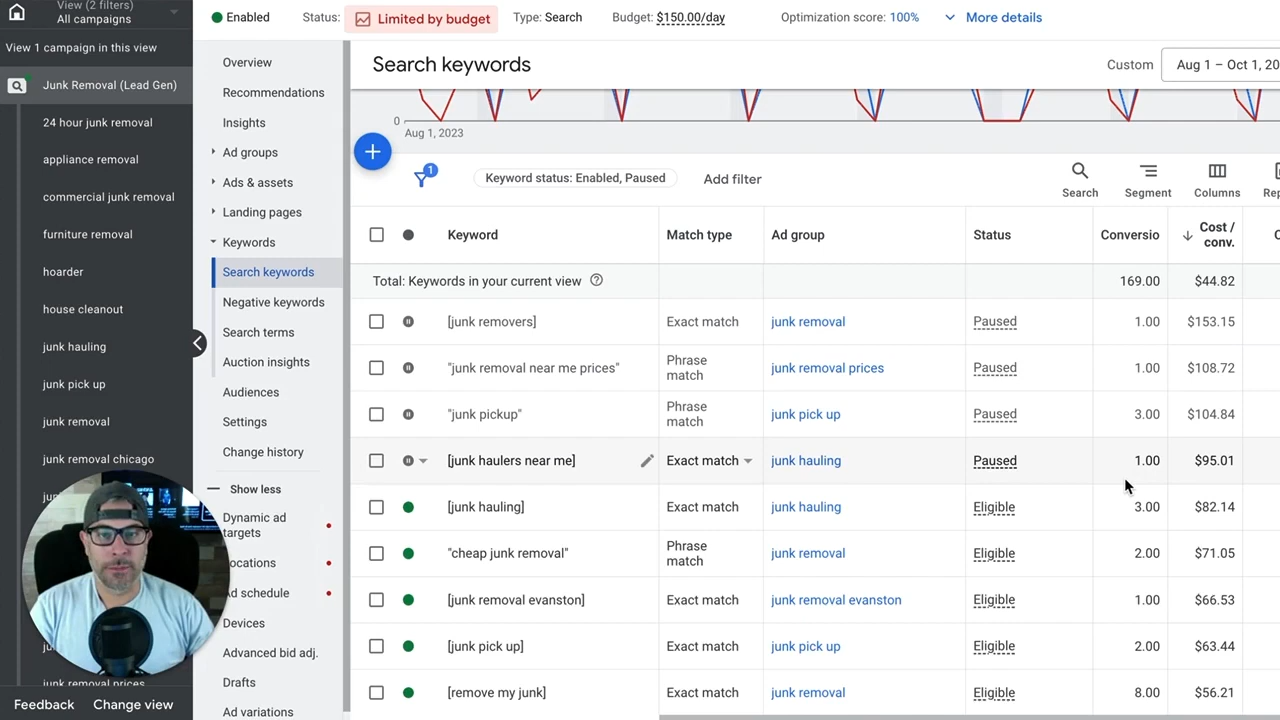 View (2 filters)
All campaigns
View 1 campaign in this view
Junk Removal (Lead Gen)
24 hour junk removal
appliance removal
commercial junk removal
furniture removal
hoarder
house cleanout
junk hauling
junk pick up
junk removal
junk removal chicago
junk removal prices
Feedback Change view
Enabled Status: Limited by budget Type: Search Budget: $150.00/day Optimization score: 100% More details
Overview
Recommendations
Insights
Ad groups
Ads & assets
Landing pages
Keywords
Search keywords
Negative keywords
Search terms
Auction insights
Audiences
Settings
Change history
Show less
Dynamic ad
targets
ocations
Ad schedule
Devices
Advanced bid adj.
Drafts
Ad variations
Search keywords
Custom Aug 1 – Oct 1, 20
0
Aug 1, 2023
1 Keyword status: Enabled, Paused Add filter
Search Segment Columns Rep
Keyword Match type Ad group Status Conversio Cost /
conv.
Total: Keywords in your current view 169.00 $44.82
[junk removers] Exact match junk removal Paused 1.00 $153.15
"junk removal near me prices" Phrase
match junk removal prices Paused 1.00 $108.72
"junk pickup" Phrase
match junk pick up Paused 3.00 $104.84
[junk haulers near me] Exact match junk hauling Paused 1.00 $95.01
[junk hauling] Exact match junk hauling Eligible 3.00 $82.14
"cheap junk removal" Phrase
match junk removal Eligible 2.00 $71.05
[junk removal evanston] Exact match junk removal evanston Eligible 1.00 $66.53
[junk pick up] Exact match junk pick up Eligible 2.00 $63.44
[remove my junk] Exact match junk removal Eligible 8.00 $56.21